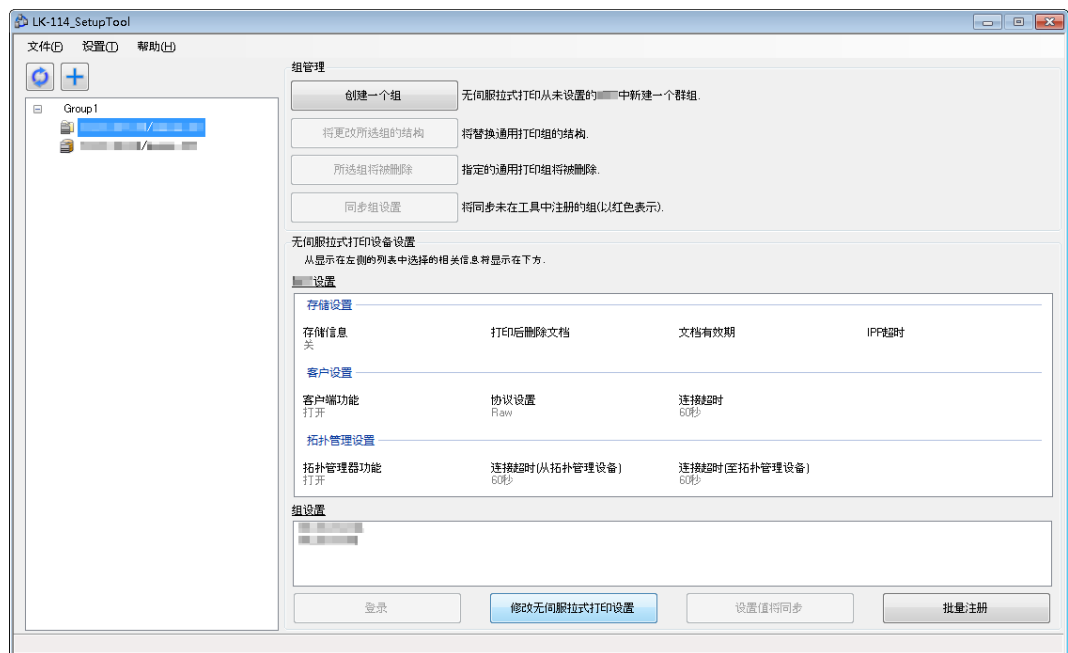 LK-114_SetupTool
文件(F) 设置(T) 帮助(H)
Group1
组管理
创建一个组 无伺服拉式打印从未设置的 中新建一个群组.
将更改所选组的结构 将替换通用打印组的结构.
所选组将被删除 指定的通用打印组将被删除.
同步组设置 将同步未在工具中注册的组(以红色表示).
无伺服拉式打印设备设置
从显示在左侧的列表中选择的相关信息将显示在下方.
设置
存储设置
存储信息 打印后删除文档 文档有效期 IPP超时
关
客户设置
客户端功能 协议设置 连接超时
打开 Raw 60秒
拓扑管理设置
拓扑管理器功能 连接超时(从拓扑管理设备) 连接超时(至拓扑管理设备)
打开 60秒 60秒
组设置
登录 修改无伺服拉式打印设置 设置值将同步 批量注册